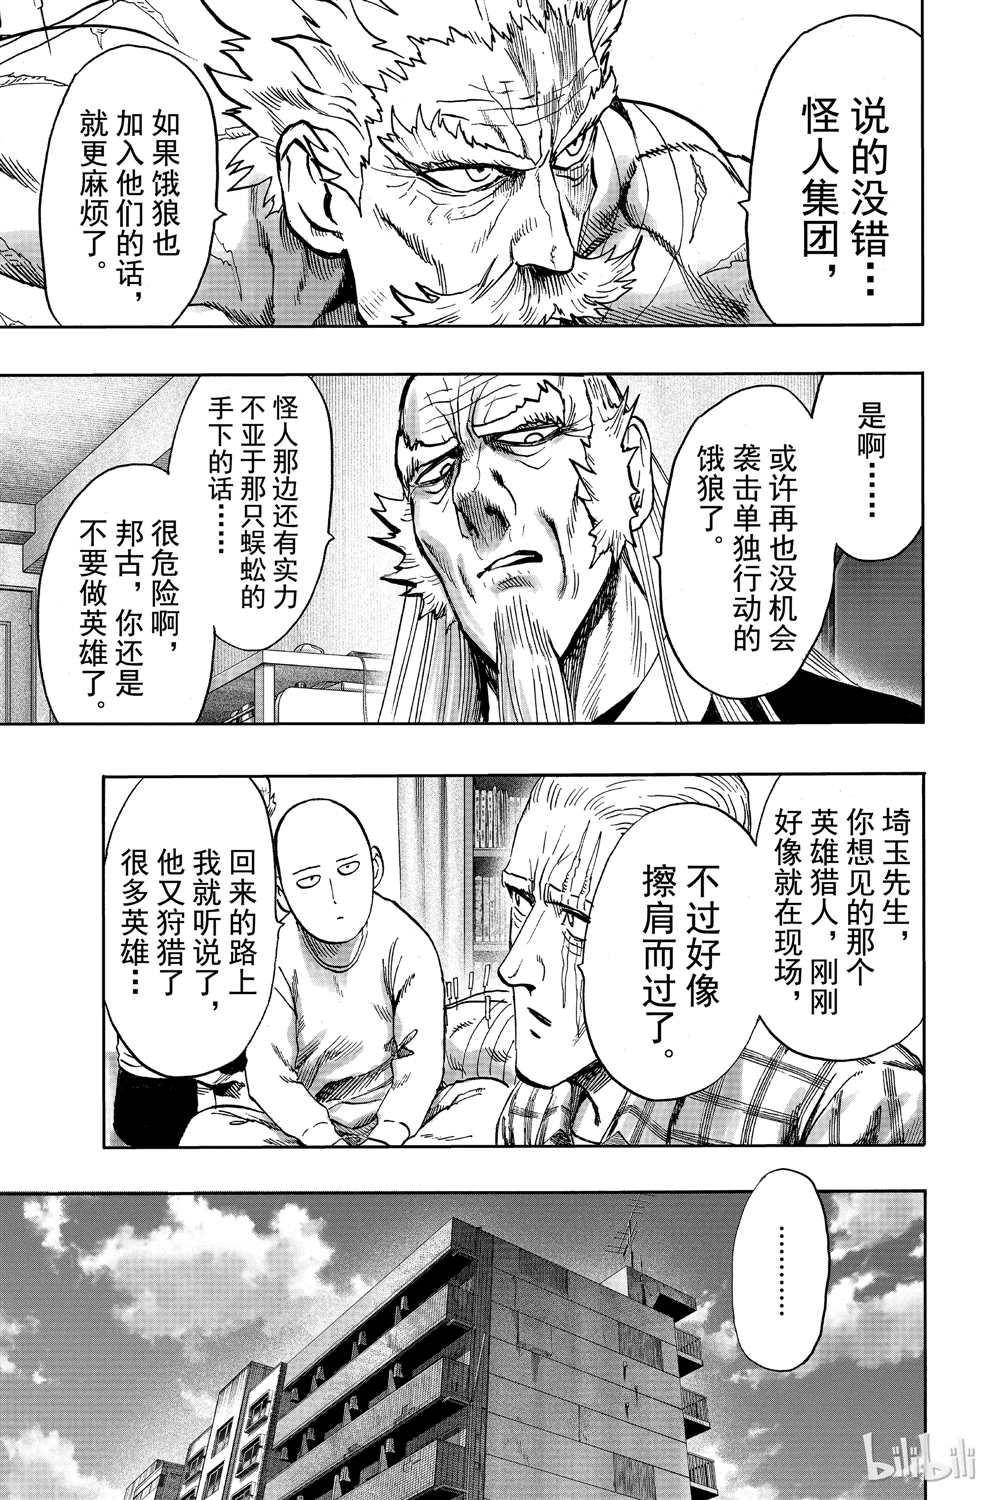 说的没错…
怪人集团，
如果饿狼也
加入他们的话，
就更麻烦了。
是啊……
或许再也没机会
袭击单独行动的
饿狼了。
怪人那边还有实力
不亚于那只蜈蚣的
手下的话……
很危险啊，
邦古，你还是
不要做英雄了。
埼玉先生，
你想见的那个
英雄猎人，刚刚
好像就在现场，
不过好像
擦肩而过了。
回来的路上
我就听说了，
他又狩猎了
很多英雄…
…………
bilibili